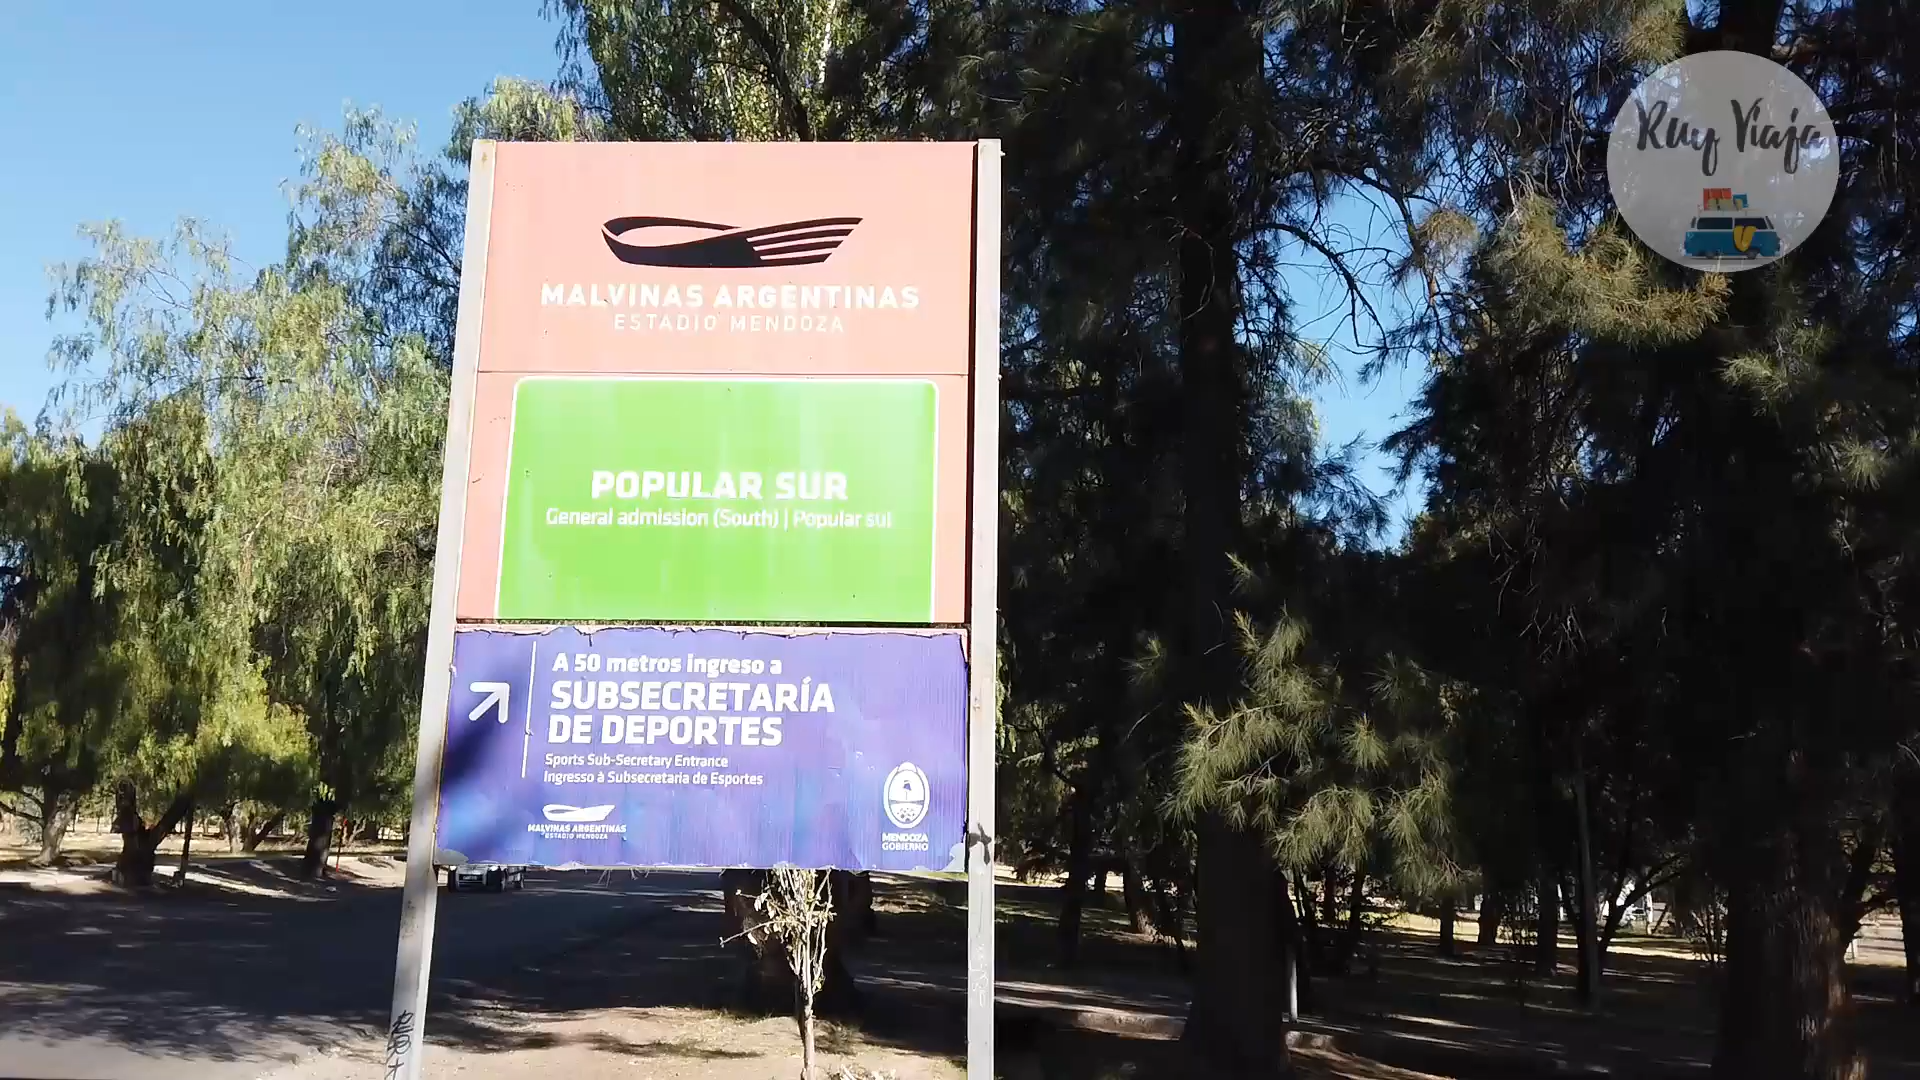 Ruy Viaja
MALVINAS ARGENTINAS
ESTADIO MENDOZA
POPULAR SUR
General admission (South) | Popular sul
A 50 metros ingreso a
SUBSECRETARÍA
DE DEPORTES
Sports Sub-Secretary Entrance
Ingresso à Subsecretaria de Esportes
MALVINAS ARGENTINAS
ESTADIO MENDOZA
MENDOZA
GOBIERNO